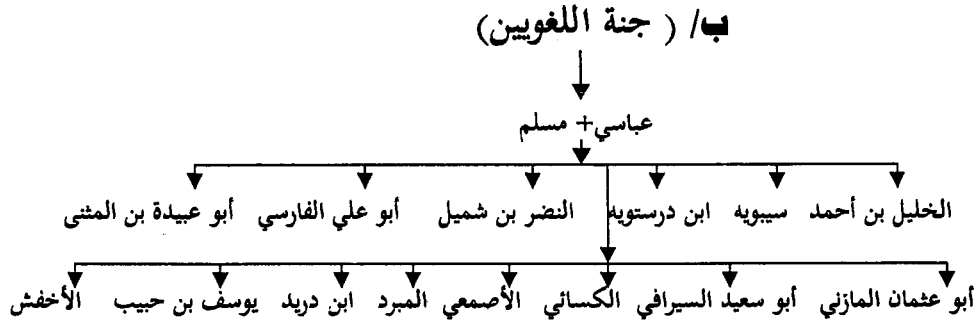 ب/ ( جنة اللغويين)
عباسي+ مسلم
الخليل بن أحمد سيبويه ابن درستويه النضر بن شميل أبو علي الفارسي أبو عبيدة بن المثنى
أبو عثمان المازني أبو سعيد السيرافي الكسائي الأصمعي المبرد ابن دريد يوسف بن حبيب الأخفش